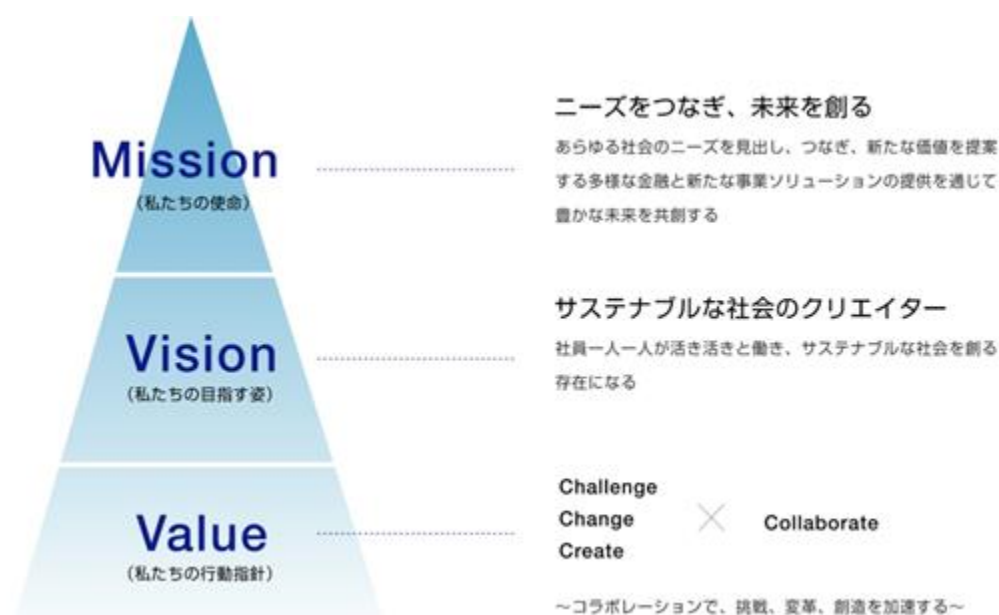 Mission
(私たちの使命)
ニーズをつなぎ、未来を創る
あらゆる社会のニーズを見出し、つなぎ、新たな価値を提案
する多様な金融と新たな事業ソリューションの提供を通じて
豊かな未来を共創する
Vision
(私たちの目指す姿)
サステナブルな社会のクリエイター
社員一人一人が活き活きと働き、サステナブルな社会を創る
存在になる
Value
(私たちの行動指針)
Challenge
Change
Create
×
Collaborate
～コラボレーションで、挑戦、変革、創造を加速する～